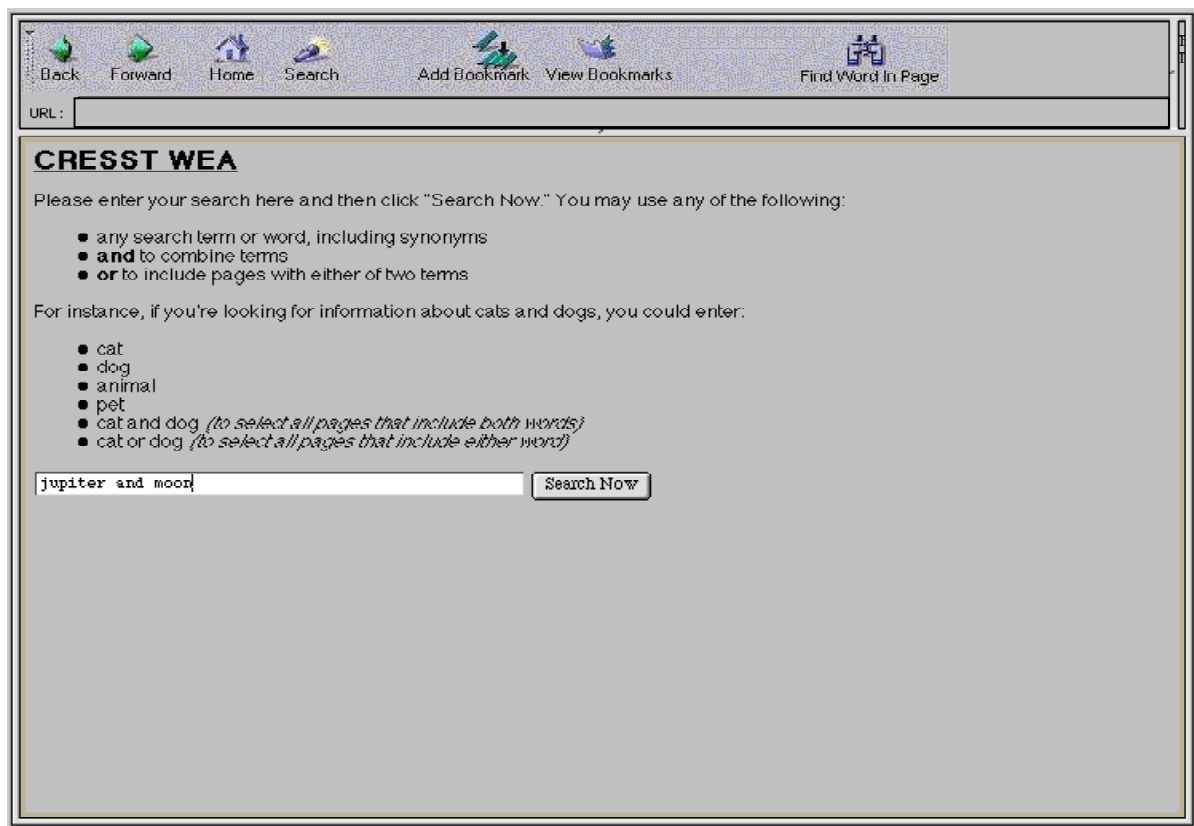 Back Forward Home Search Add Bookmark View Bookmarks Find Word In Page
URL:
CRESST WEA
Please enter your search here and then click "Search Now." You may use any of the following:
● any search term or word, including synonyms
● and to combine terms
● or to include pages with either of two terms
For instance, if you're looking for information about cats and dogs, you could enter:
● cat
● dog
● animal
● pet
● cat and dog (to select all pages that include both words)
● cat or dog (to select all pages that include either word)
jupiter and moon Search Now